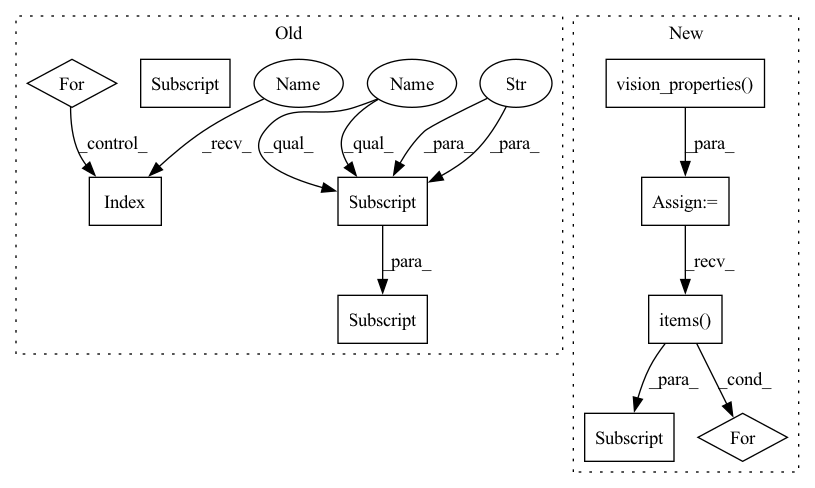 Old
New
For
Subscript
Name
Name
Str
vision_properties()
_control_
_recv_
_qual_
_qual_
_para_
_para_
_para_
Index
Subscript
Assign:=
_para_
_recv_
Subscript
items()
_para_
_cond_
Subscript
For